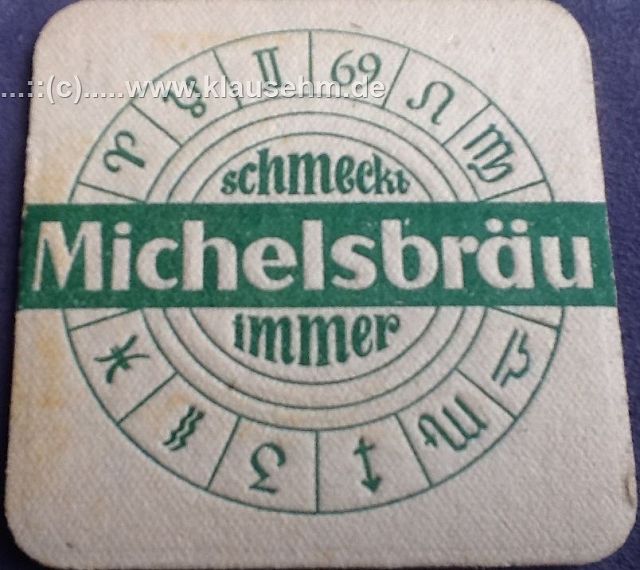 ...::(c).....www.klausehm.de
schmeckt
Michelsbräu
immer